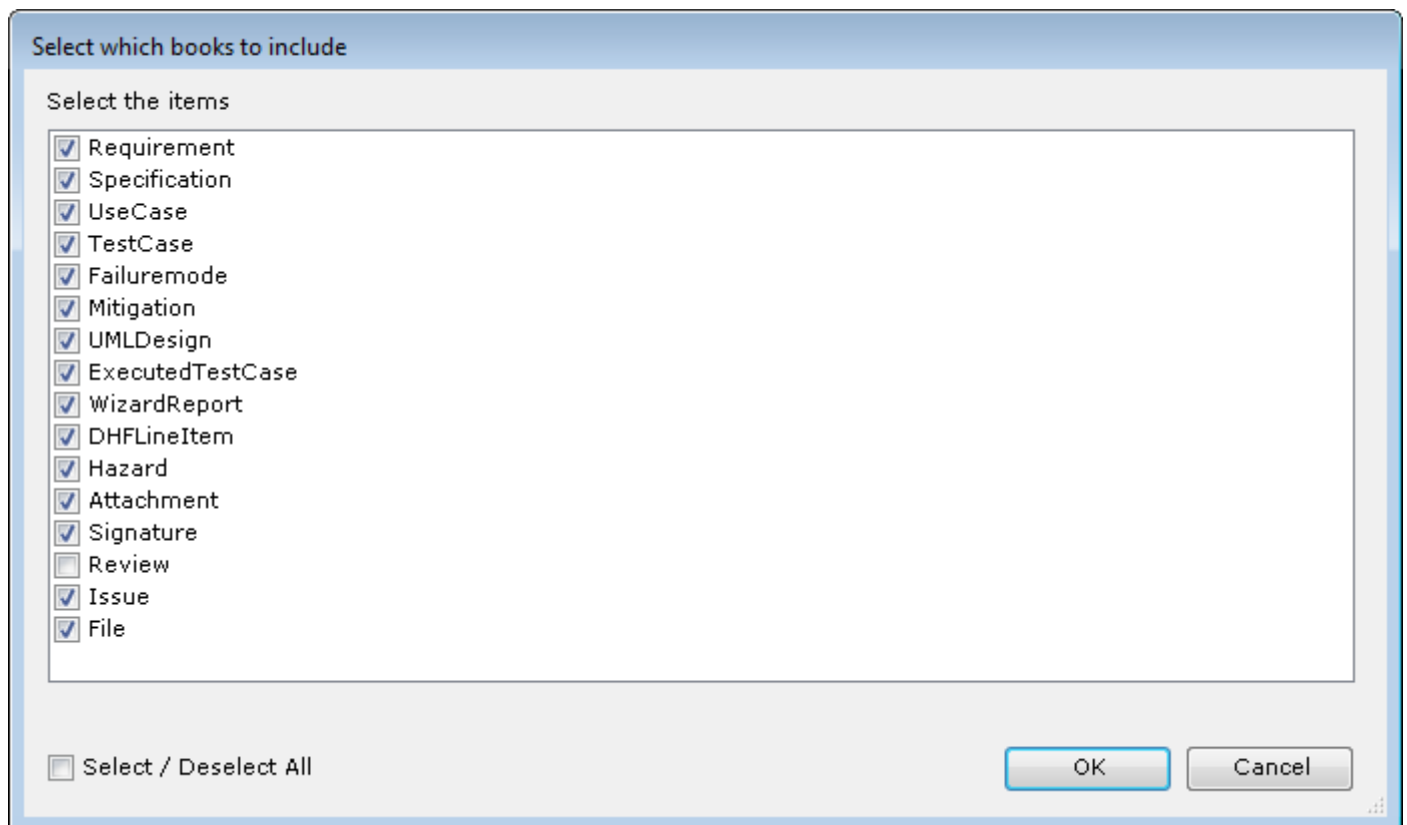 Select which books to include
Select the items
Requirement
Specification
UseCase
TestCase
Failuremode
Mitigation
UMLDesign
ExecutedTestCase
WizardReport
DHFLineItem
Hazard
Attachment
Signature
Review
Issue
File
Select / Deselect All
OK
Cancel